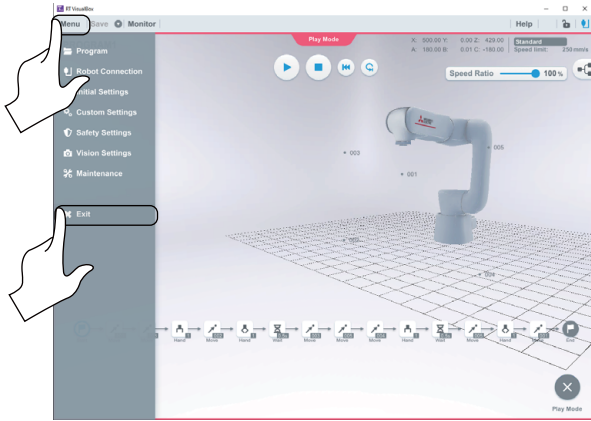 RT VisualBox
Menu Save Monitor Help
Play Mode
X: 500.00 Y: 0.00 Z: 429.00
A: 180.00 B: 0.01 C: -180.00
Standard
Speed limit: 250mm/s
Speed Ratio 100 %
Program
Robot Connection
Initial Settings
Custom Settings
Safety Settings
Vision Settings
Maintenance
Exit
003
001
006
004
Hand Move Hand Wait Move Move Move Hand Wait Move Hand Move End
Play Mode